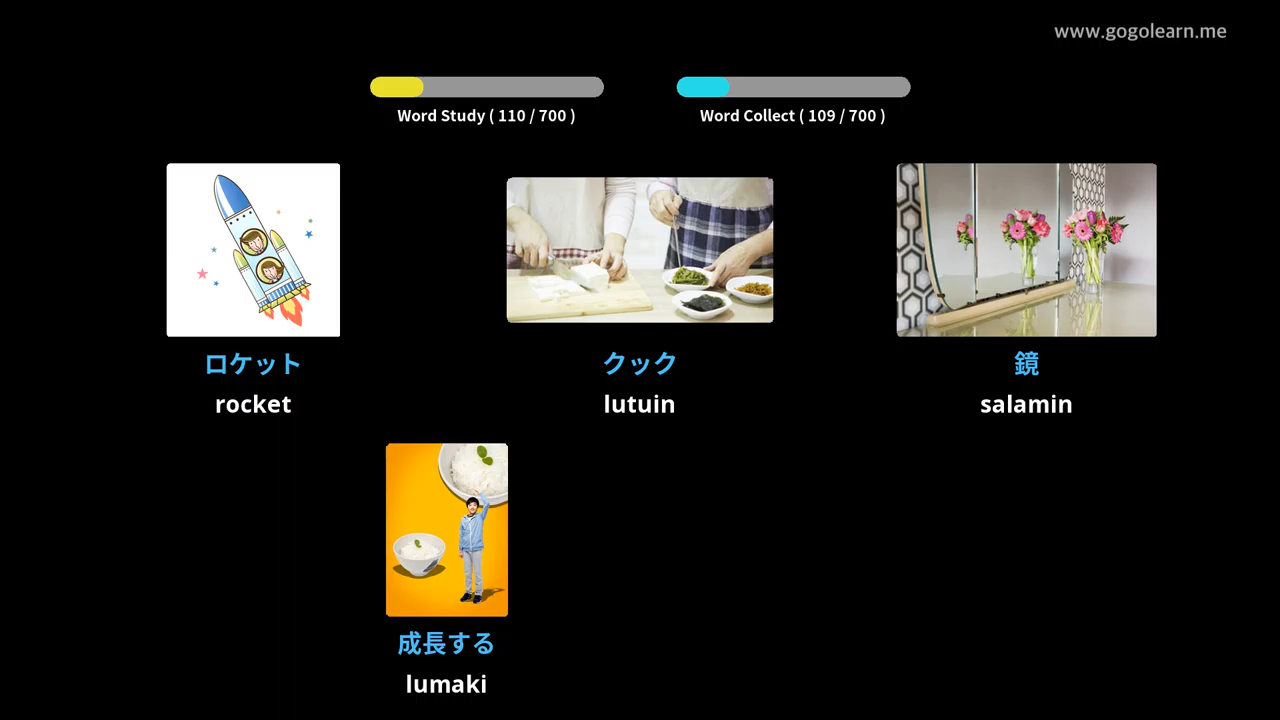 www.gogolearn.me
Word Study ( 110 / 700 )
Word Collect ( 109 / 700 )
ロケット
rocket
クック
lutuin
鏡
salamin
成長する
lumaki